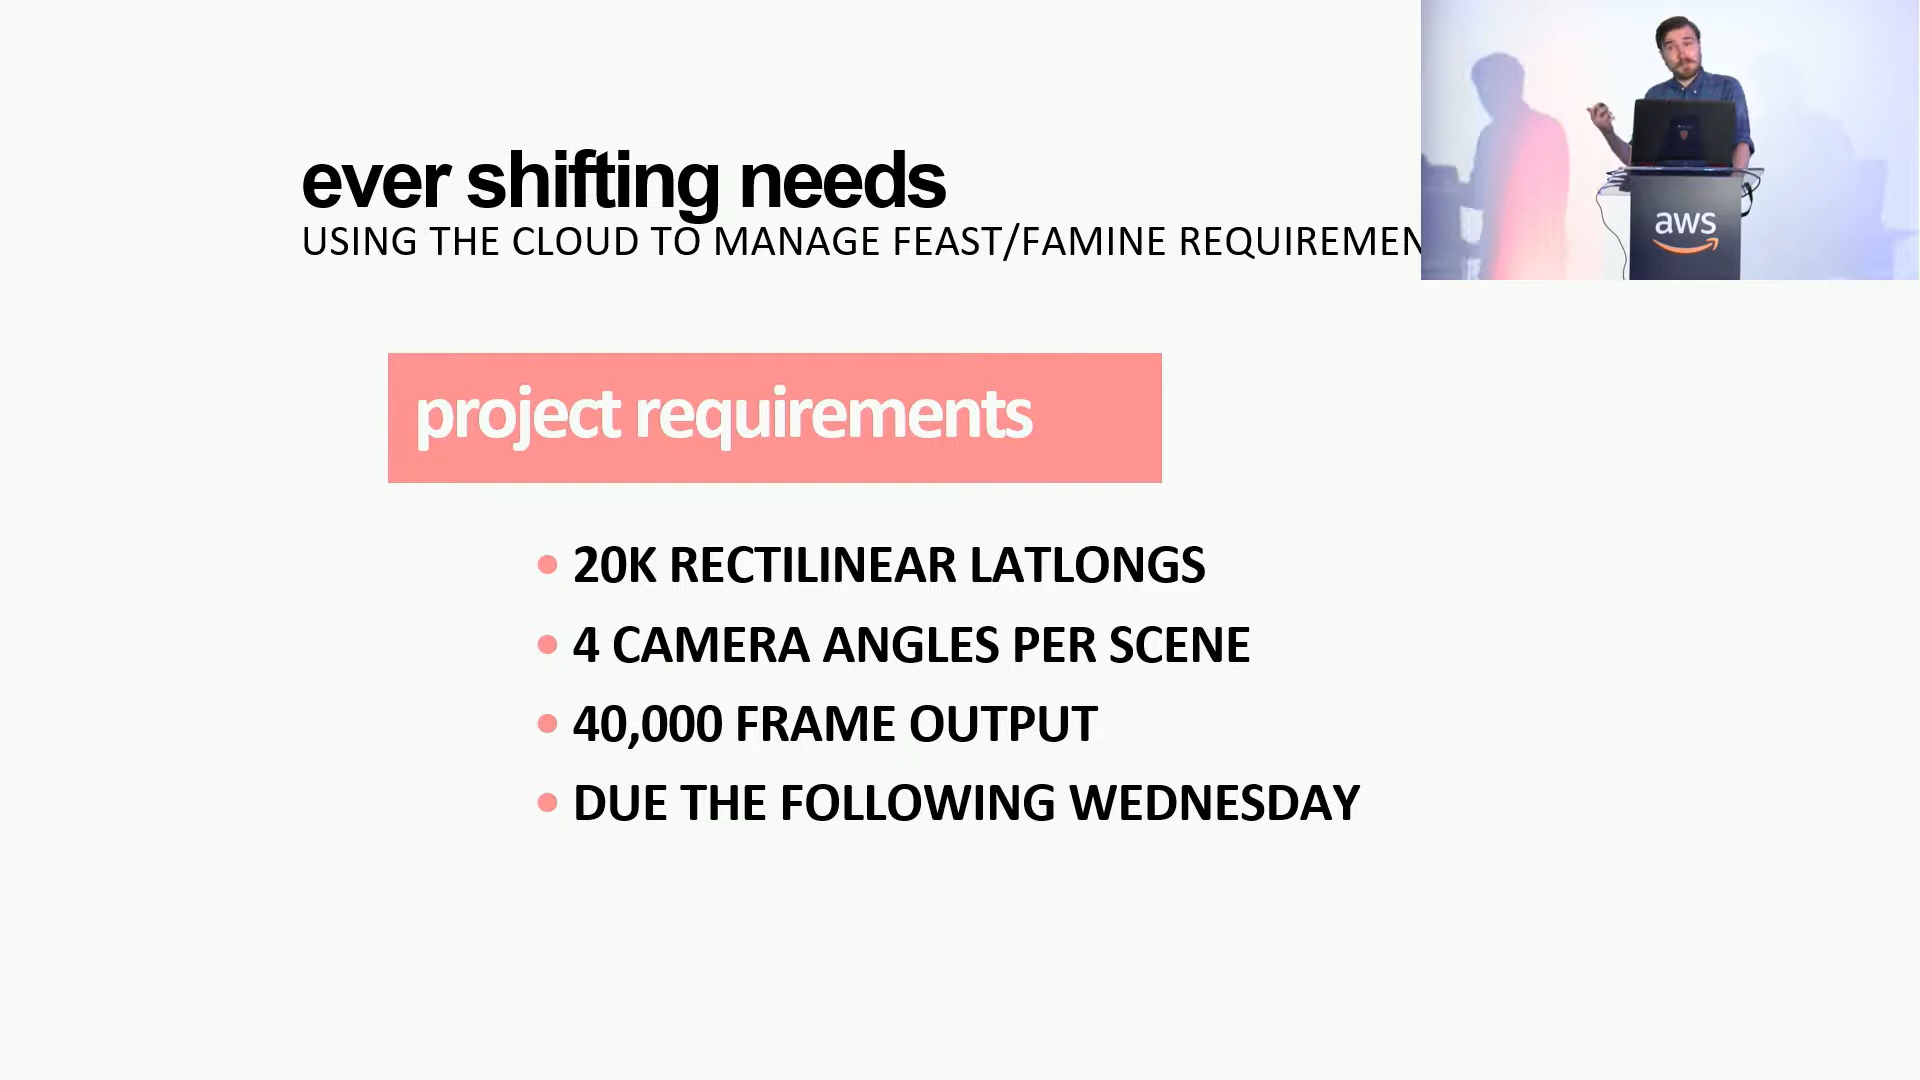 ever shifting needs
USING THE CLOUD TO MANAGE FEAST/FAMINE
aws
project requirements
• 20K RECTILINEAR LATLONGS
• 4 CAMERA ANGLES PER SCENE
• 40,000 FRAME OUTPUT
• DUE THE FOLLOWING WEDNESDAY